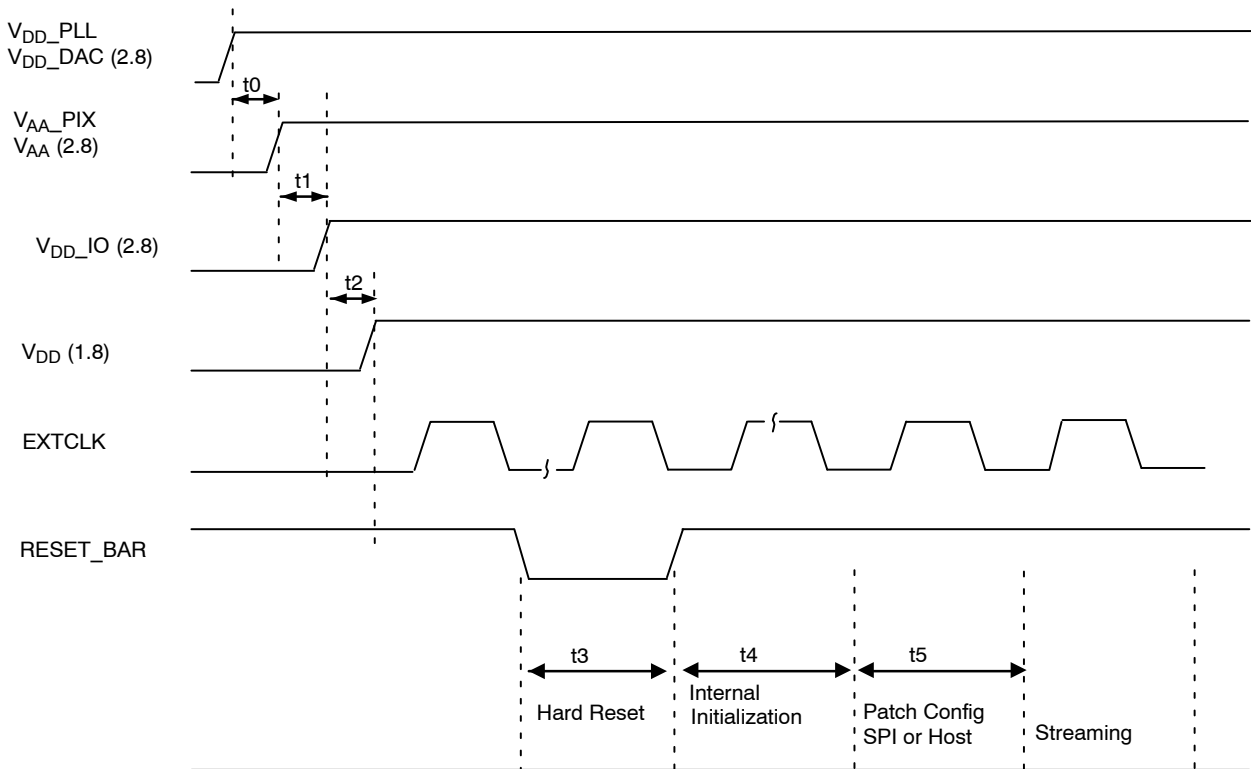 VDD_PLL
VDD_DAC (2.8)
t0
VAA_PIX
VAA (2.8)
t1
VDD_IO (2.8)
t2
VDD (1.8)
EXTCLK
RESET_BAR
t3
t4
t5
Hard Reset
Internal
Initialization
Patch Config
SPI or Host
Streaming